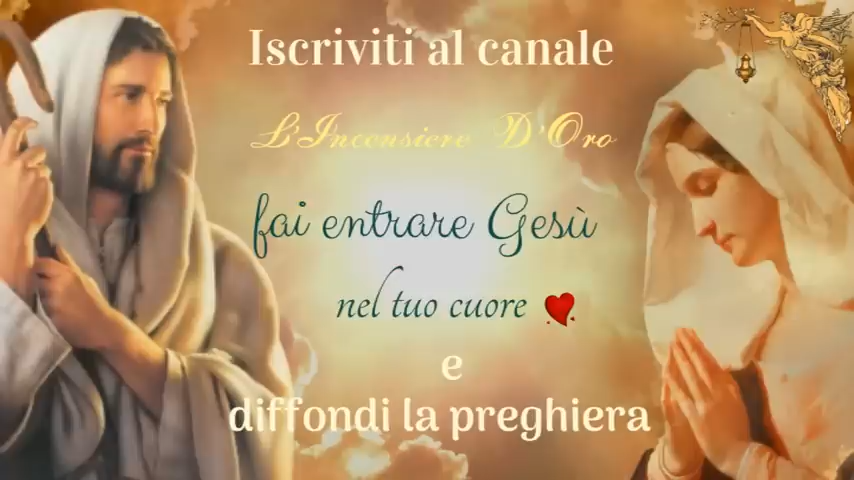 Iscriviti al canale
L'Incensiere D'Oro
fai entrare Gesù
nel tuo cuore
e
diffondi la preghiera